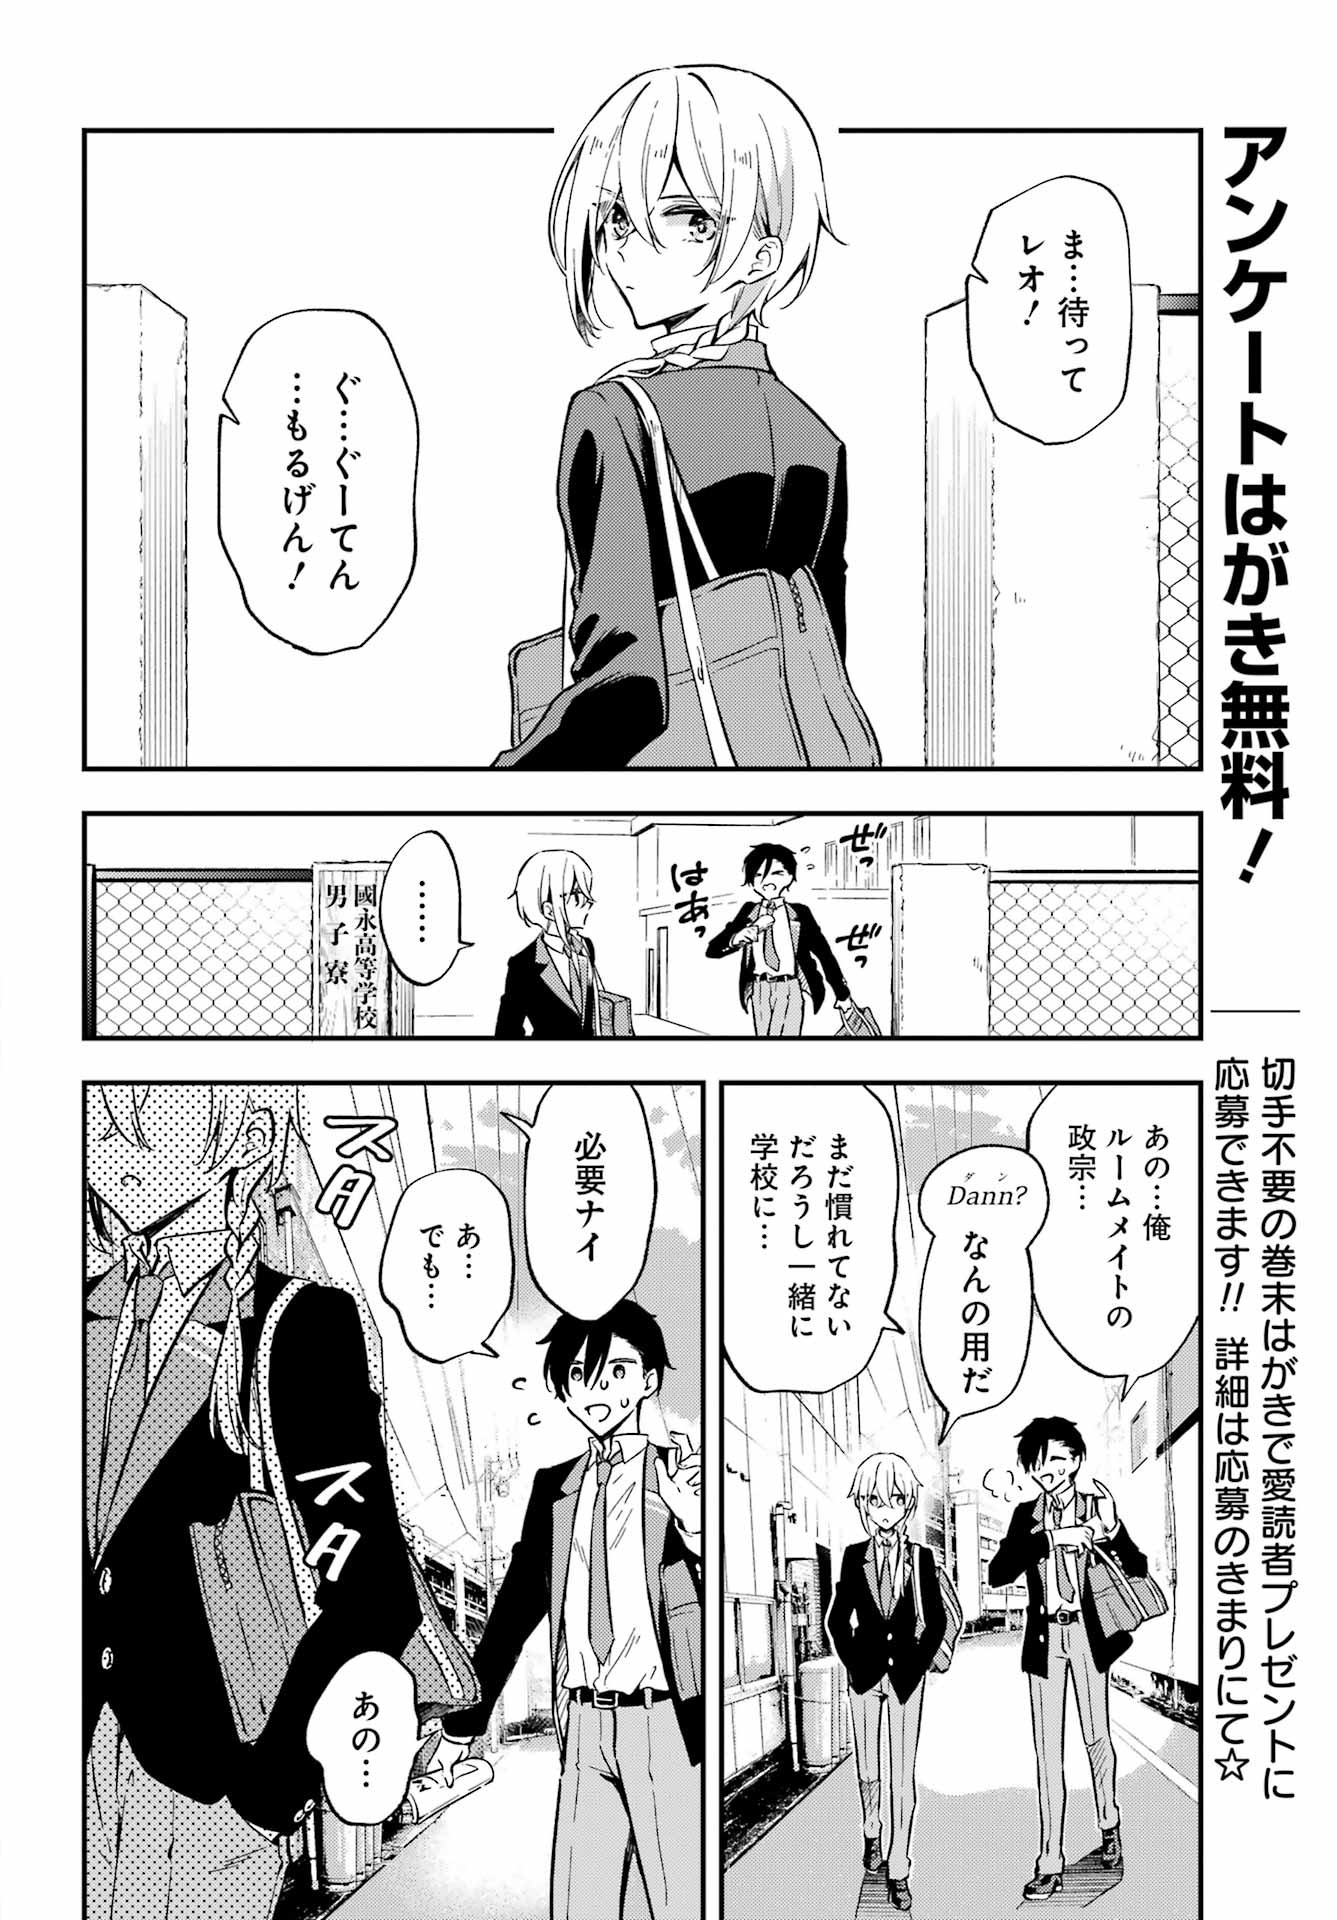 アンケートはがき無料！
切手不要の巻末はがきで愛読者プレゼントに
応募できます!! 詳細は応募のきまりにて☆
ま…待って
レオ！
ぐ…ぐーてん
…もるげん！
ぜっ
ぜっ
はあっ
……
國永高等学校
男子寮
あの…俺
ルームメイトの
政宗…
ダン
Dann?
なんの用だ
まだ慣れてない
だろうし一緒に
学校に…
必要ナイ
あ…
でも…
スタ
スタ
あの…